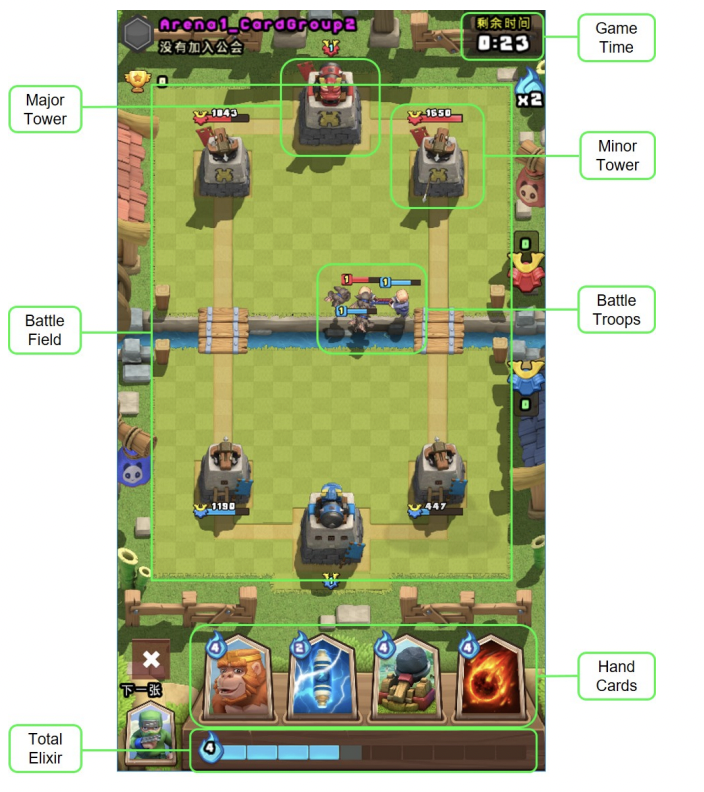 Arena1_CardGroup2
没有加入公会
剩余时间
0:23
Game
Time
1
0
x2
Major
Tower
1843
1550
Minor
Tower
0
1
1
1
Battle
Troops
Battle
Field
0
1190
447
4
2
4
4
Hand
Cards
下一张
Total
Elixir
4